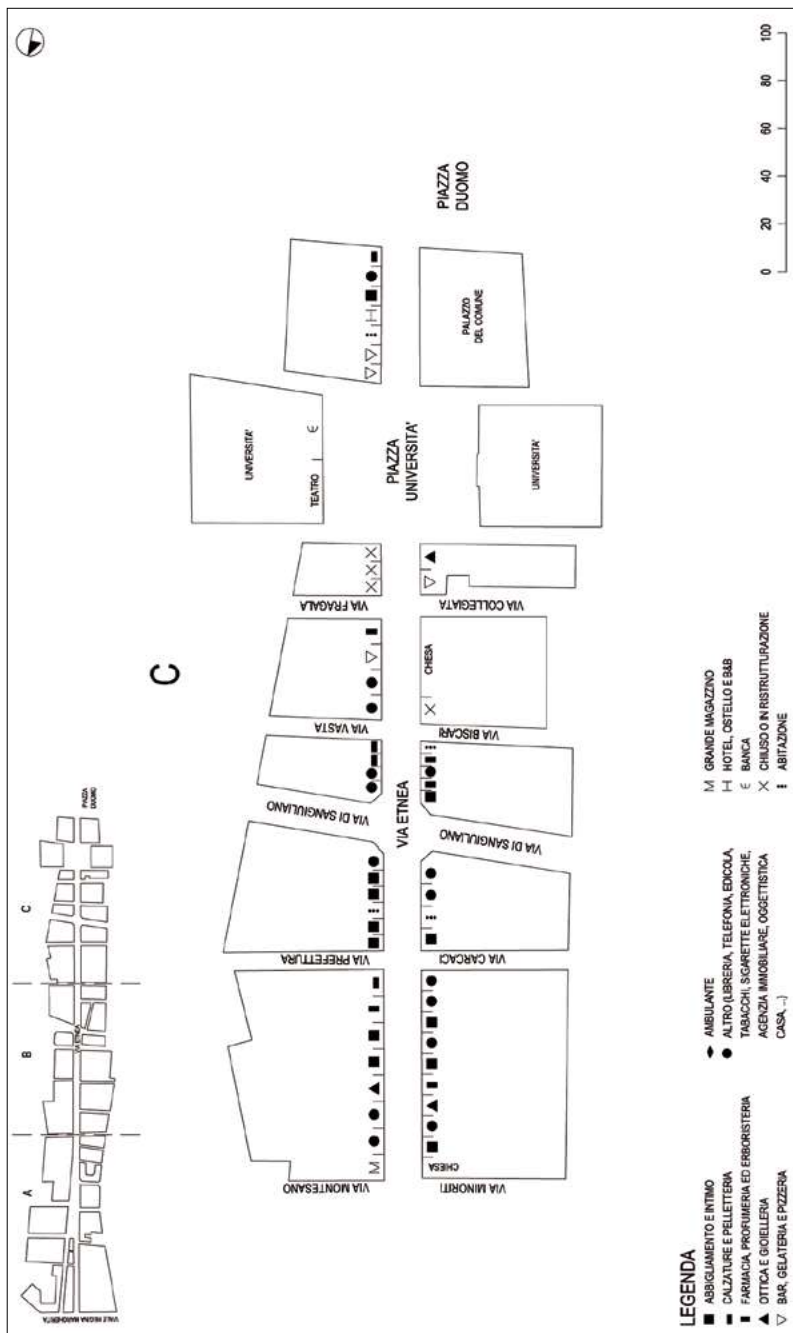 A
B
C
VIALE REGINA MARGHERITA
VIA ETNEA
PIAZZA
DUOMO
C
VIA MONTESANO
VIA PREFETTURA
VIA DI SANGIULIANO
VIA VASTA
VIA FRAGALA
UNIVERSITA'
TEATRO
Є
M
H
VIA ETNEA
PIAZZA
UNIVERSITA'
PIAZZA
DUOMO
CHIESA
VIA MINORITI
VIA CARCACI
VIA DI SANGIULIANO
VIA BISCARI
CHIESA
VIA COLLEGIATA
UNIVERSITA'
PALAZZO
DEL COMUNE
LEGENDA
ABBIGLIAMENTO E INTIMO
CALZATURE E PELLETTERIA
FARMACIA, PROFUMERIA ED ERBORISTERIA
OTTICA E GIOIELLERIA
BAR, GELATERIA E PIZZERIA
AMBULANTE
ALTRO (LIBRERIA, TELEFONIA, EDICOLA,
TABACCHI, SIGARETTE ELETTRONICHE,
AGENZIA IMMOBILIARE, OGGETTISTICA
CASA, ...)
M GRANDE MAGAZZINO
H HOTEL, OSTELLO E B&B
Є BANCA
X CHIUSO O IN RISTRUTTURAZIONE
ABITAZIONE
0 20 40 60 80 100